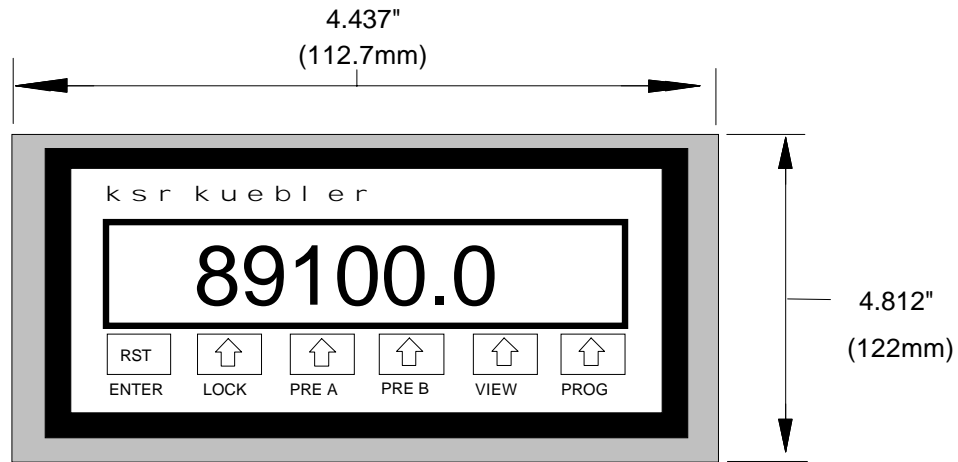 4.437"
(112.7mm)
ksr kuebler
89100.0
RST
ENTER LOCK PRE A PRE B VIEW PROG
4.812"
(122mm)